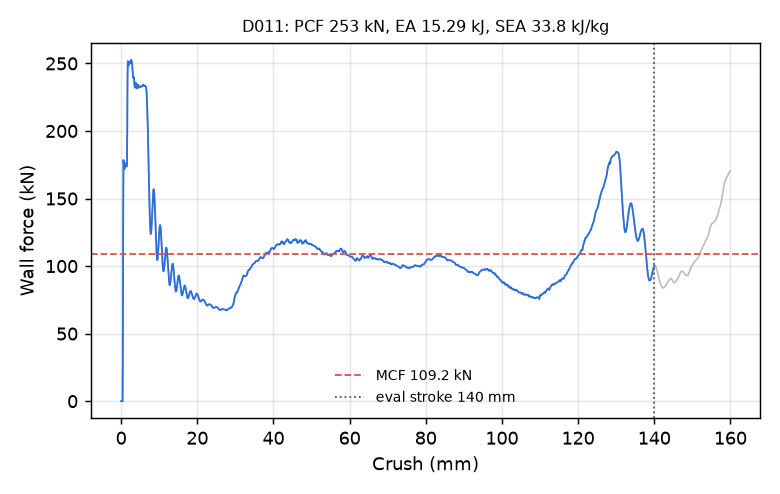 D011: PCF 253 kN, EA 15.29 kJ, SEA 33.8 kJ/kg
Wall force (kN)
250
200
150
100
50
0
MCF 109.2 kN
eval stroke 140 mm
0 20 40 60 80 100 120 140 160
Crush (mm)